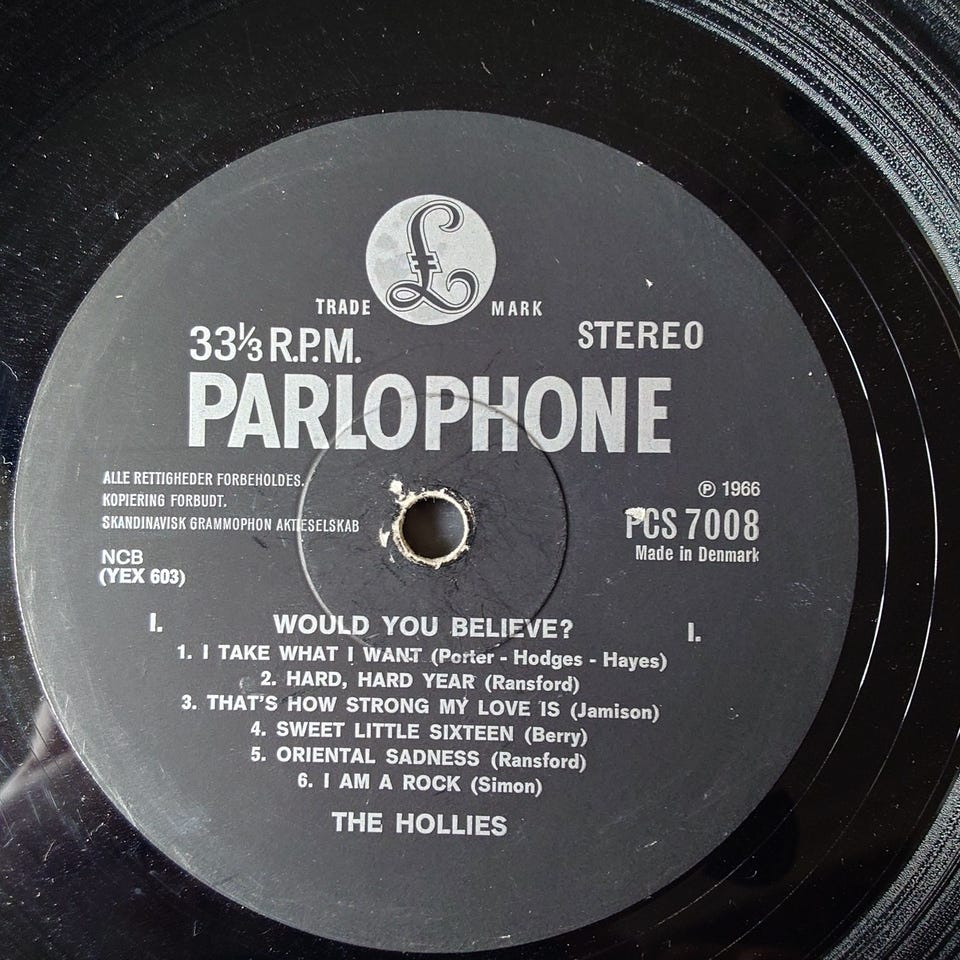 £
TRADE MARK
33⅓ R.P.M. STEREO
PARLOPHONE
ALLE RETTIGHEDER FORBEHOLDES.
KOPIERING FORBUDT.
SKANDINAVISK GRAMMOPHON AKTIESELSKAB
℗ 1966
PCS 7008
Made in Denmark
NCB
(YEX 603)
I. WOULD YOU BELIEVE? I.
1. I TAKE WHAT I WANT (Porter - Hodges - Hayes)
2. HARD, HARD YEAR (Ransford)
3. THAT'S HOW STRONG MY LOVE IS (Jamison)
4. SWEET LITTLE SIXTEEN (Berry)
5. ORIENTAL SADNESS (Ransford)
6. I AM A ROCK (Simon)
THE HOLLIES